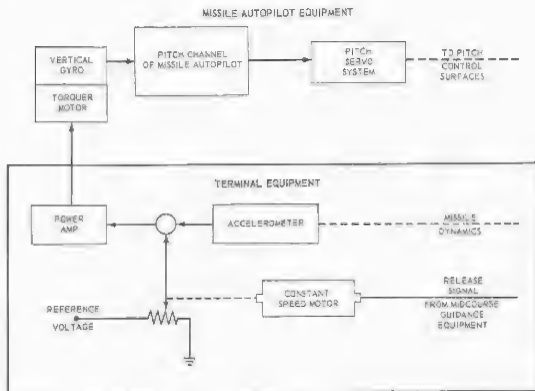 MISSILE AUTOPILOT EQUIPMENT
VERTICAL
GYRO
TORQUER
MOTOR
PITCH CHANNEL
OF MISSILE AUTOPILOT
PITCH
SERVO
SYSTEM
TO PITCH
CONTROL
SURFACES
TERMINAL EQUIPMENT
POWER
AMP
ACCELEROMETER
MISSILE
DYNAMICS
CONSTANT
SPEED MOTOR
RELEASE
SIGNAL
FROM MIDCOURSE
GUIDANCE
EQUIPMENT
REFERENCE
VOLTAGE